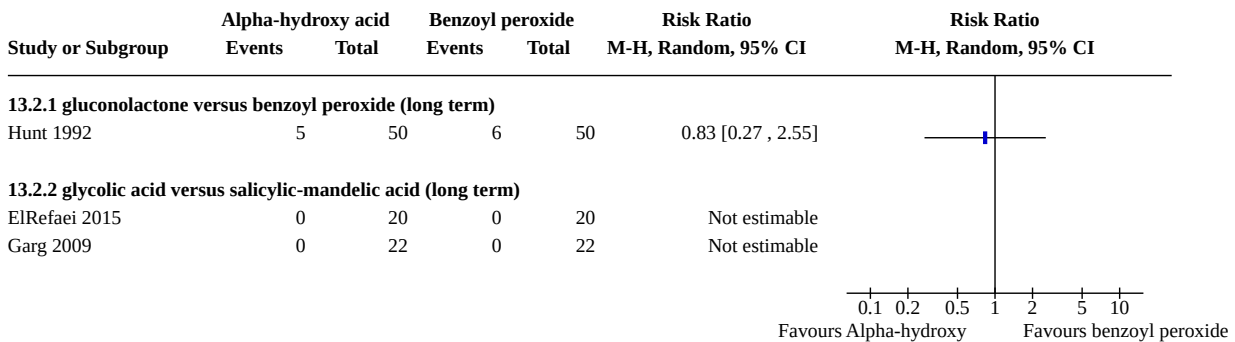 Alpha-hydroxy acid Benzoyl peroxide Risk Ratio Risk Ratio
Study or Subgroup Events Total Events Total M-H, Random, 95% CI M-H, Random, 95% CI
13.2.1 gluconolactone versus benzoyl peroxide (long term)
Hunt 1992 5 50 6 50 0.83 [0.27 , 2.55]
13.2.2 glycolic acid versus salicylic-mandelic acid (long term)
ElRefaei 2015 0 20 0 20 Not estimable
Garg 2009 0 22 0 22 Not estimable
0.1 0.2 0.5 1 2 5 10
Favours Alpha-hydroxy Favours benzoyl peroxide